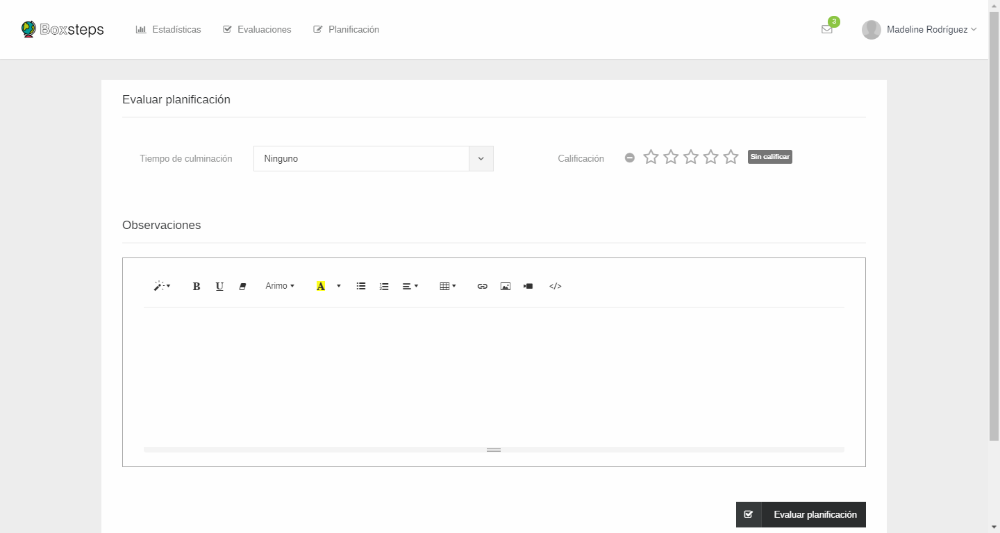 Boxsteps Estadísticas Evaluaciones Planificación 3 Madeline Rodríguez
Evaluar planificación
Tiempo de culminación Ninguno Calificación Sin calificar
Observaciones
B U Arimo A </>
Evaluar planificación